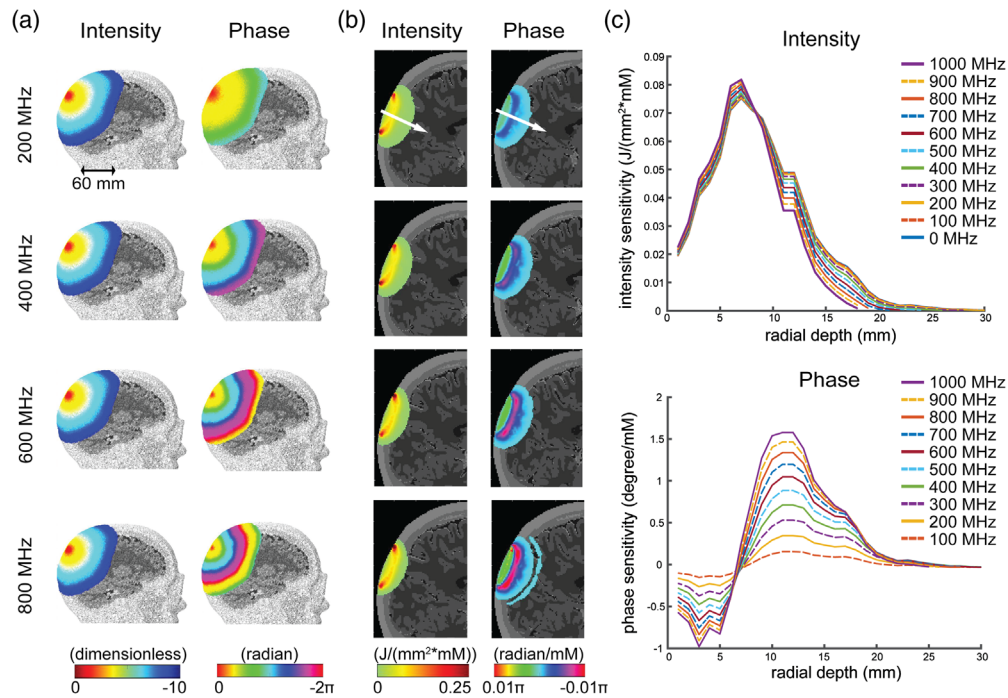 (a)
Intensity
Phase
200 MHz
60 mm
400 MHz
600 MHz
800 MHz
(dimensionless)
0
-10
(radian)
0
-2π
(b)
Intensity
Phase
(J/(mm²*mM))
0
0.25
(radian/mM)
0.01π
-0.01π
(c)
Intensity
intensity sensitivity (J/(mm²*mM)
0.09
0.08
0.07
0.06
0.05
0.04
0.03
0.02
0.01
0
0
5
10
15
20
25
30
radial depth (mm)
1000 MHz
900 MHz
800 MHz
700 MHz
600 MHz
500 MHz
400 MHz
300 MHz
200 MHz
100 MHz
0 MHz
Phase
phase sensitivity (degree/mM)
2
1.5
1
0.5
0
-0.5
-1
0
5
10
15
20
25
30
radial depth (mm)
1000 MHz
900 MHz
800 MHz
700 MHz
600 MHz
500 MHz
400 MHz
300 MHz
200 MHz
100 MHz